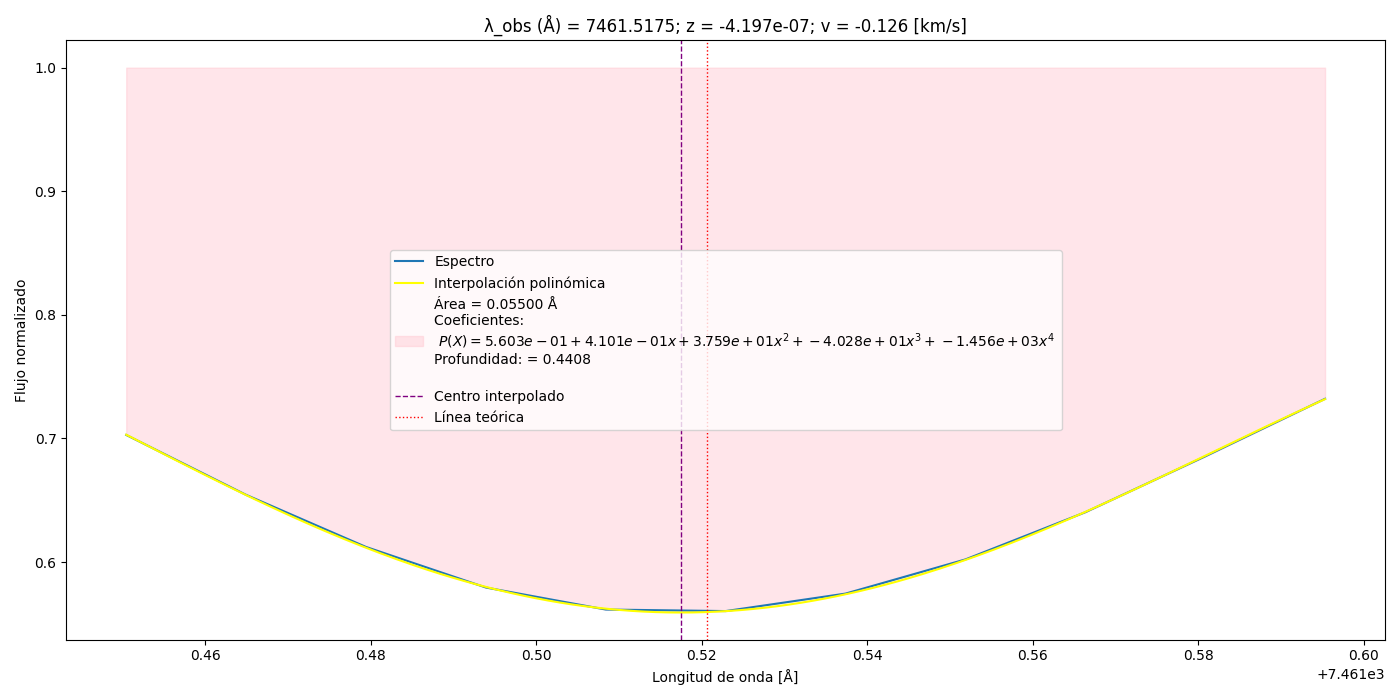 λ_obs (Å) = 7461.5175; z = -4.197e-07; v = -0.126 [km/s]
Flujo normalizado
1.0
0.9
0.8
0.7
0.6
Espectro
Interpolación polinómica
Área = 0.05500 Å
Coeficientes:
P(X) = 5.603e − 01 + 4.101e − 01x + 3.759e + 01x² + −4.028e + 01x³ + −1.456e + 03x⁴
Profundidad: = 0.4408
Centro interpolado
Línea teórica
0.46 0.48 0.50 0.52 0.54 0.56 0.58 0.60
Longitud de onda [Å]
+7.461e3